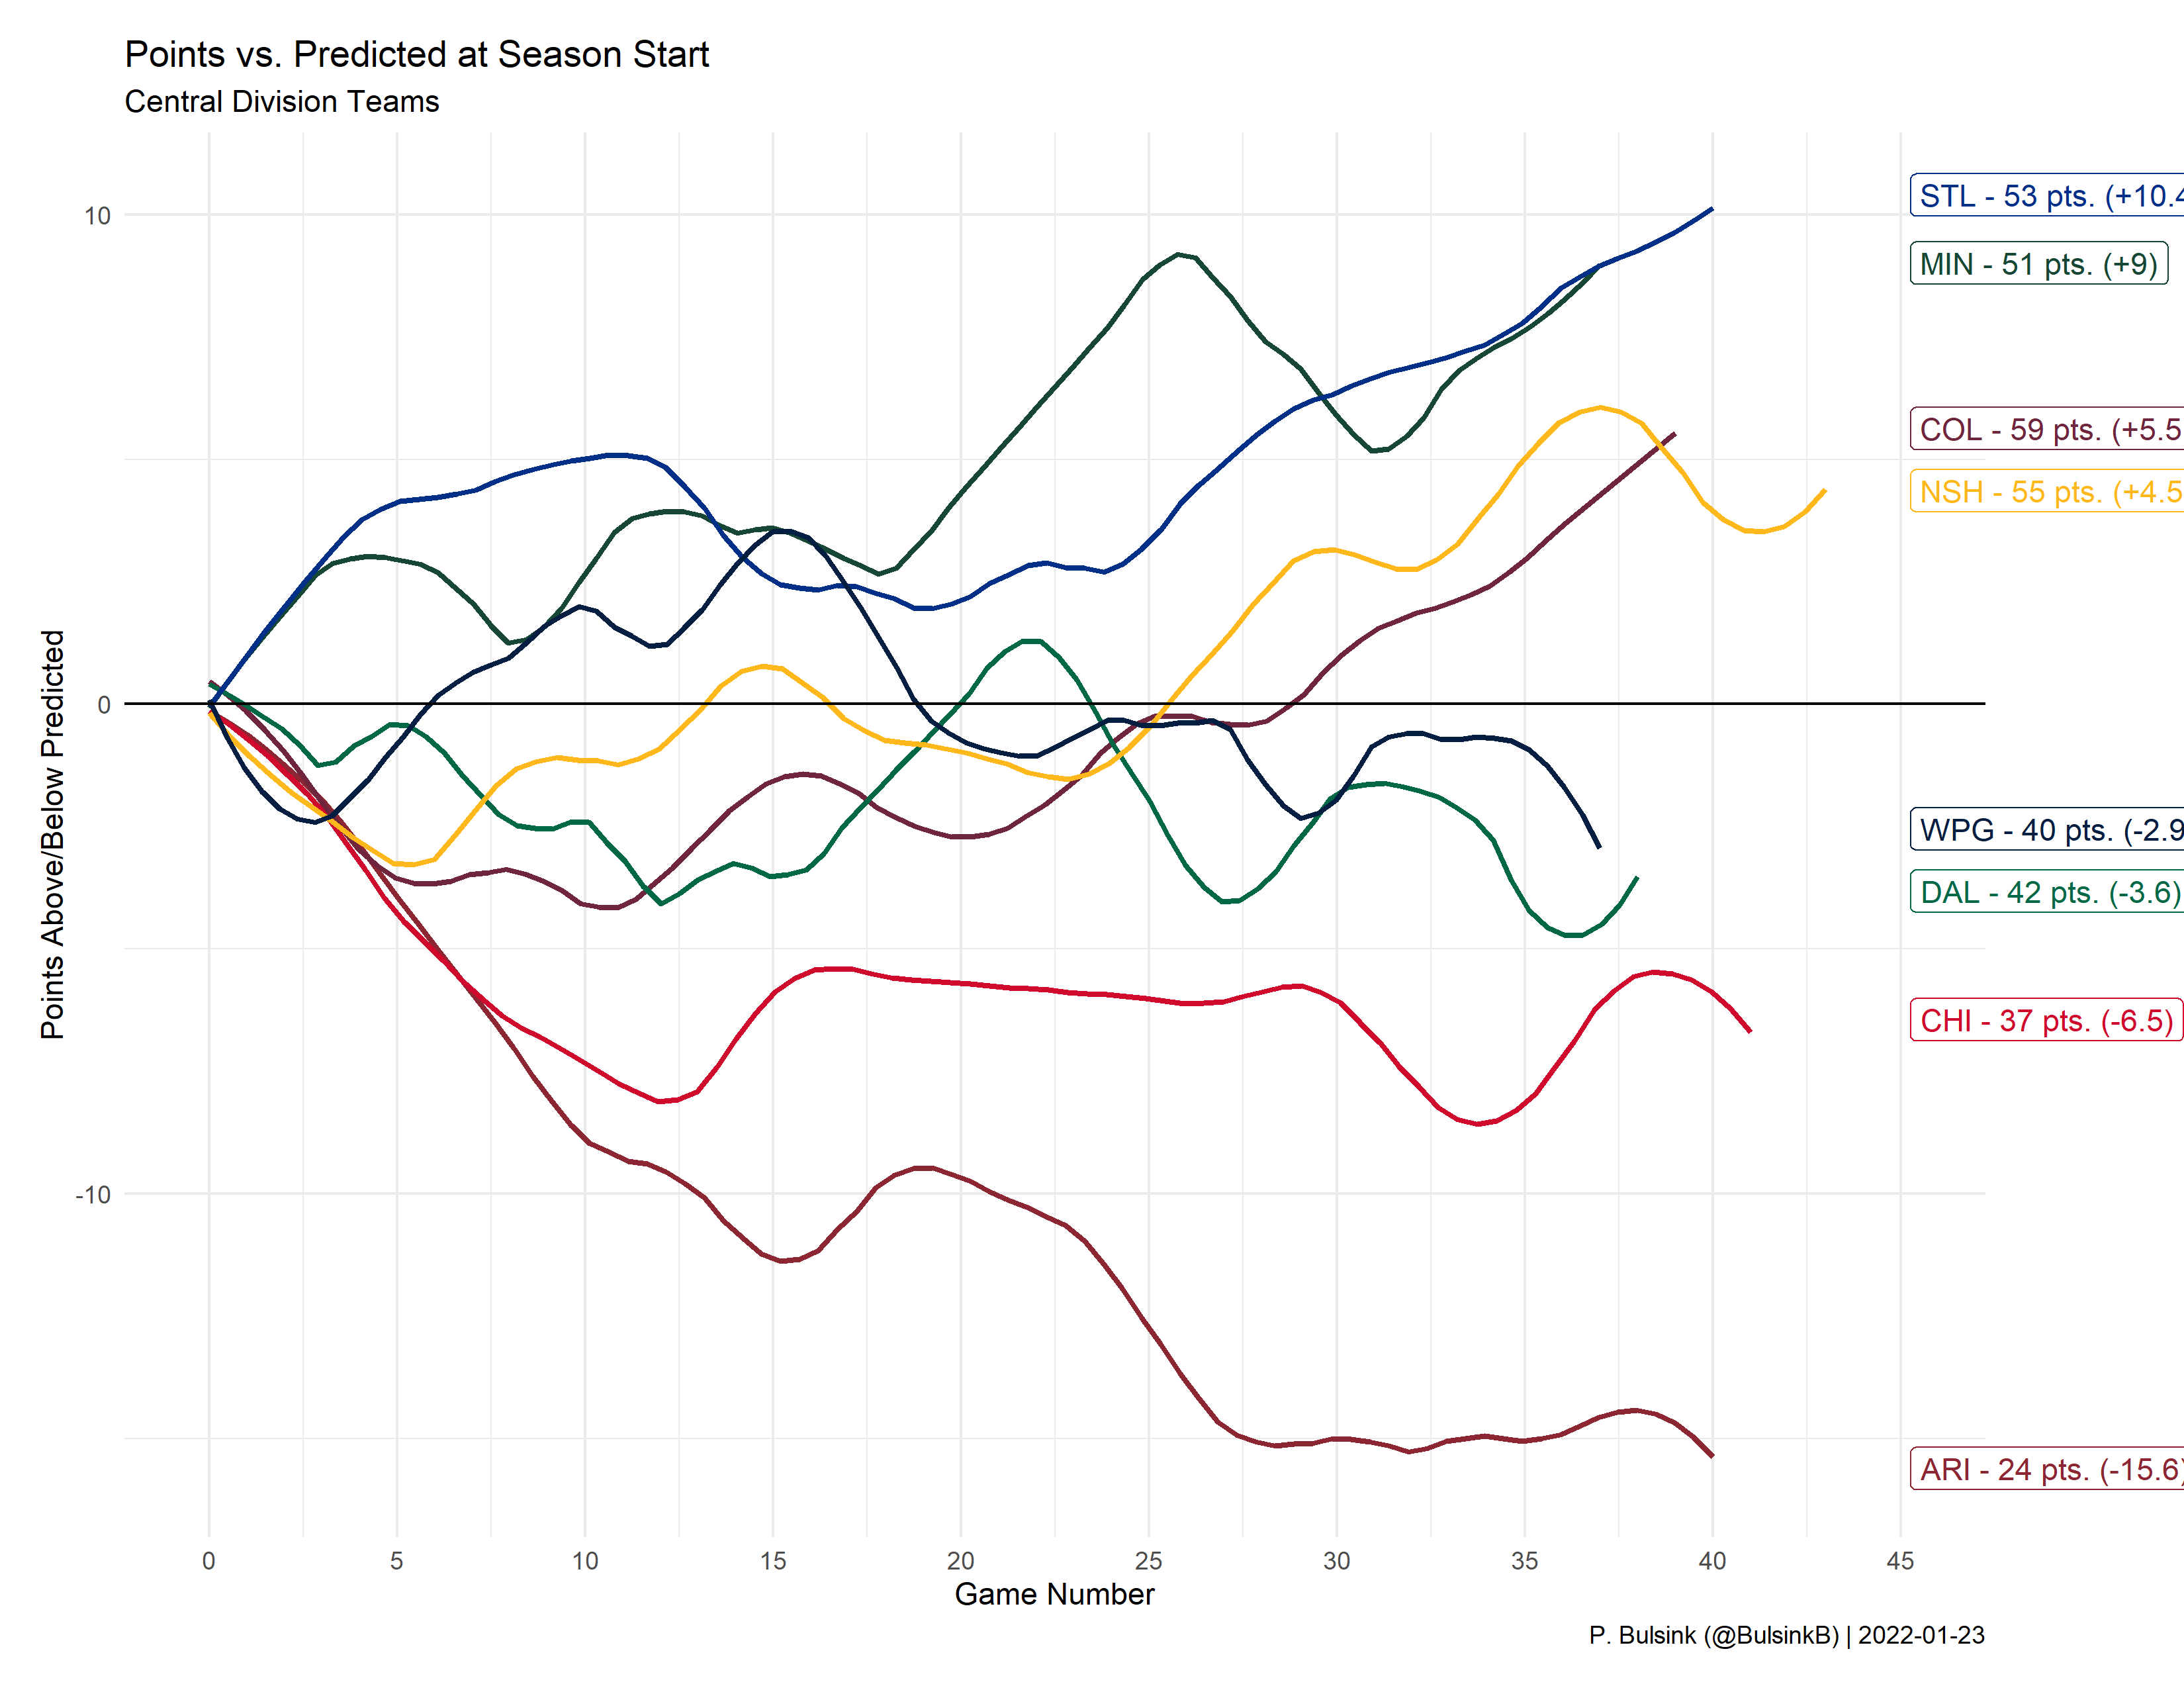 Points vs. Predicted at Season Start
Central Division Teams
Points Above/Below Predicted
10
0
-10
STL - 53 pts. (+10.4
MIN - 51 pts. (+9)
COL - 59 pts. (+5.5
NSH - 55 pts. (+4.5
WPG - 40 pts. (-2.9
DAL - 42 pts. (-3.6)
CHI - 37 pts. (-6.5)
ARI - 24 pts. (-15.6)
0 5 10 15 20 25 30 35 40 45
Game Number
P. Bulsink (@BulsinkB) | 2022-01-23